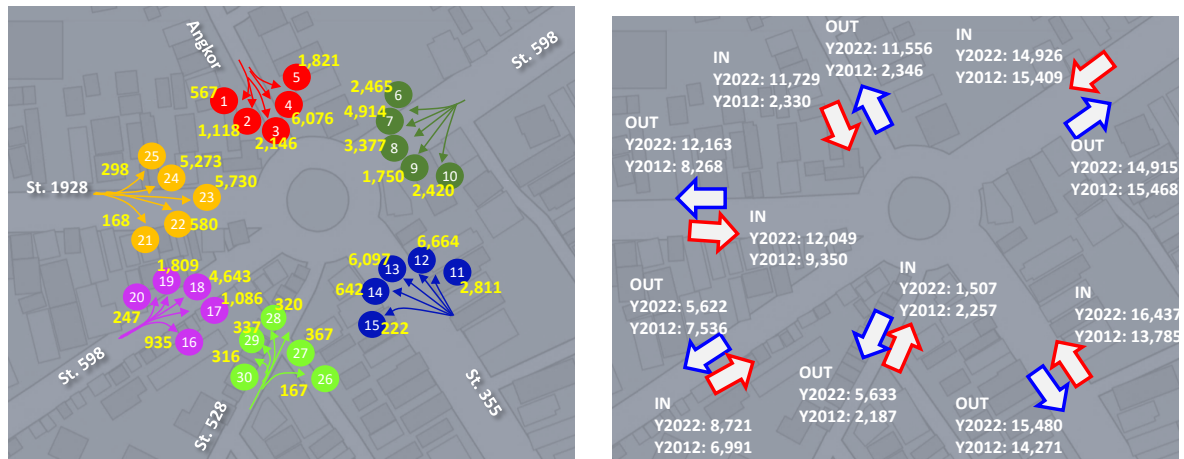 Angkor
St. 598
1,821
5
567
1
4
6,076
2
1,118
3
2,146
2,465
6
4,914
7
3,377
8
1,750
9
10
2,420
25
298
5,273
24
St. 1928
5,730
23
168
22
580
21
1,809
19
4,643
20
18
247
1,086
17
935
16
St. 598
320
28
337
29
367
316
27
30
167
26
St. 528
6,664
6,097
12
13
11
2,811
642
14
15
222
St. 355
OUT
Y2022: 11,556
Y2012: 2,346
IN
Y2022: 14,926
Y2012: 15,409
IN
Y2022: 11,729
Y2012: 2,330
OUT
Y2022: 12,163
Y2012: 8,268
OUT
Y2022: 14,915
Y2012: 15,468
IN
Y2022: 12,049
Y2012: 9,350
OUT
Y2022: 5,622
Y2012: 7,536
IN
Y2022: 1,507
Y2012: 2,257
IN
Y2022: 16,437
Y2012: 13,785
OUT
Y2022: 5,633
Y2012: 2,187
IN
Y2022: 8,721
Y2012: 6,991
OUT
Y2022: 15,480
Y2012: 14,271